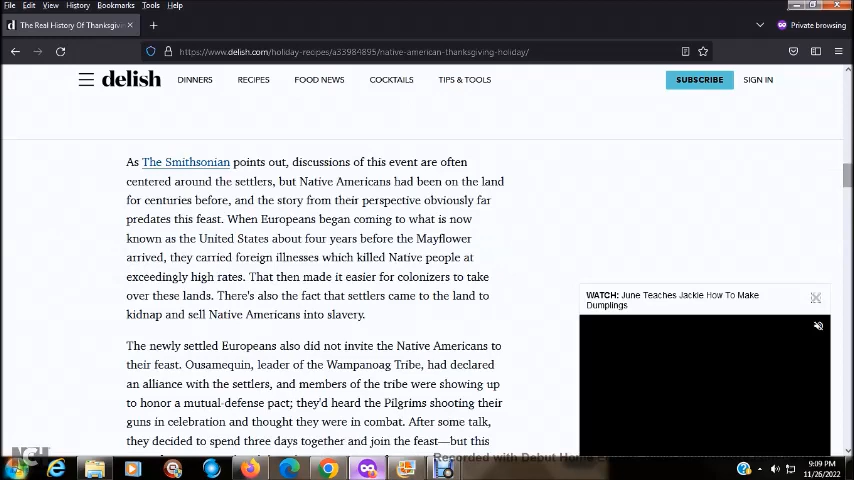 File Edit View History Bookmarks Tools Help
The Real History Of Thanksgiv
Private browsing
https://www.delish.com/holiday-recipes/a33984895/native-american-thanksgiving-holiday/
delish DINNERS RECIPES FOOD NEWS COCKTAILS TIPS & TOOLS SUBSCRIBE SIGN IN
As The Smithsonian points out, discussions of this event are often
centered around the settlers, but Native Americans had been on the land
for centuries before, and the story from their perspective obviously far
predates this feast. When Europeans began coming to what is now
known as the United States about four years before the Mayflower
arrived, they carried foreign illnesses which killed Native people at
exceedingly high rates. That then made it easier for colonizers to take
over these lands. There's also the fact that settlers came to the land to
kidnap and sell Native Americans into slavery.
The newly settled Europeans also did not invite the Native Americans to
their feast. Ousamequin, leader of the Wampanoag Tribe, had declared
an alliance with the settlers, and members of the tribe were showing up
to honor a mutual-defense pact; they'd heard the Pilgrims shooting their
guns in celebration and thought they were in combat. After some talk,
they decided to spend three days together and join the feast—but this
WATCH: June Teaches Jackie How To Make
Dumplings
NCH
Recorded with Debut Home
9:09 PM
11/26/2022